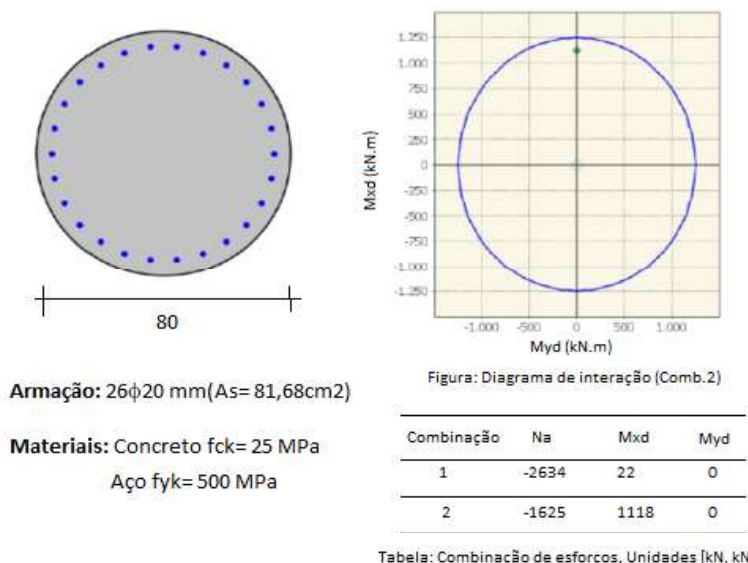 80
Armação: 26ϕ20 mm(As= 81,68cm2)
Materiais: Concreto fck= 25 MPa
Aço fyk= 500 MPa
Mxd (kN.m)
1.250
1.000
750
500
250
0
-250
-500
-750
-1.000
-1.250
-1.000 -500 0 500 1.000
Myd (kN.m)
Figura: Diagrama de interação (Comb.2)
Combinação Na Mxd Myd
1 -2634 22 0
2 -1625 1118 0
Tabela: Combinação de esforços, Unidades [kN, kN